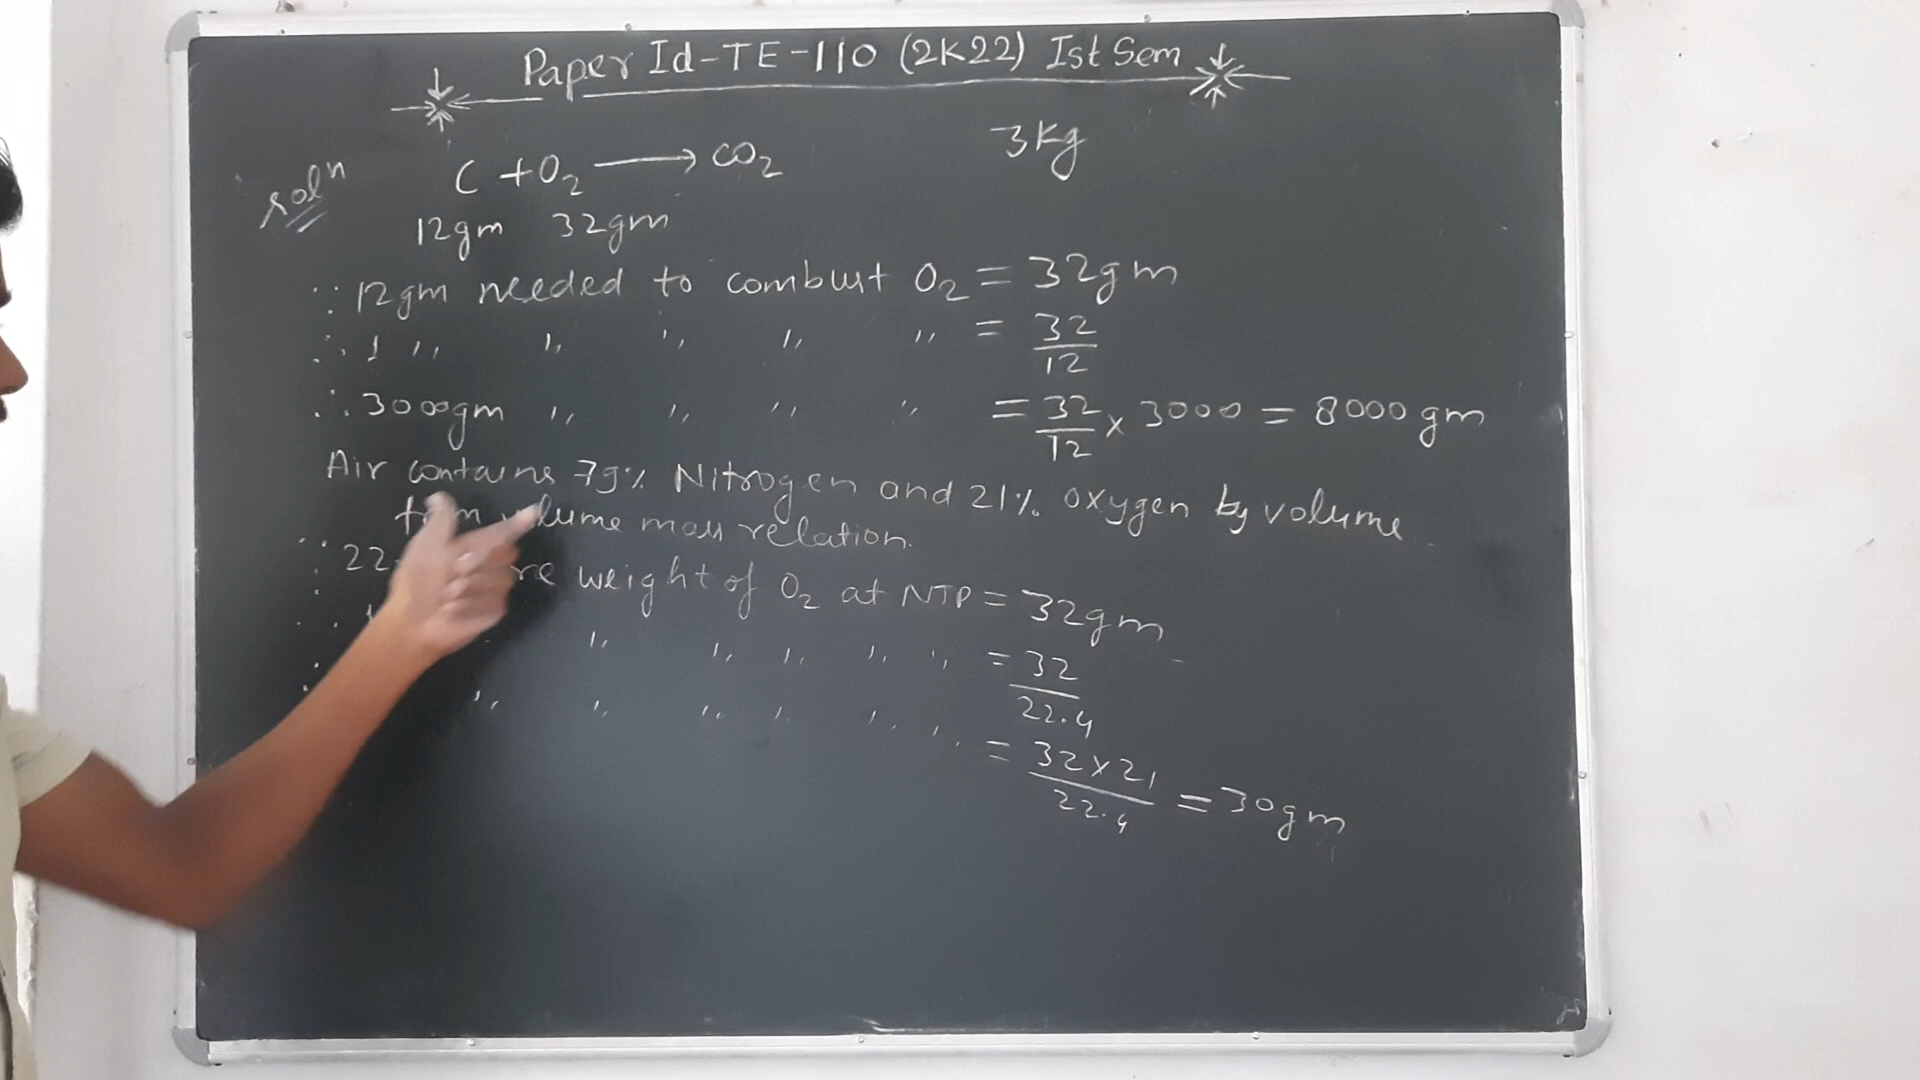 Paper Id-TE-110 (2K22) Ist Sem
3Kg
Solⁿ C + O₂ ⟶ CO₂
12gm 32gm
∵ 12gm needed to combust O₂ = 32gm
∴ 1 ,, ,, ,, ,, ,, = 32/12
∴ 3000gm ,, ,, ,, ,, = 32/12 x 3000 = 8000 gm
Air contains 79% Nitrogen and 21% oxygen by volume
volume mass relation.
∵ 22 weight of O₂ at NTP = 32gm
,, ,, ,, ,, ,, = 32/22.4
,, ,, ,, ,, ,, ,, = 32x21/22.4 = 30gm